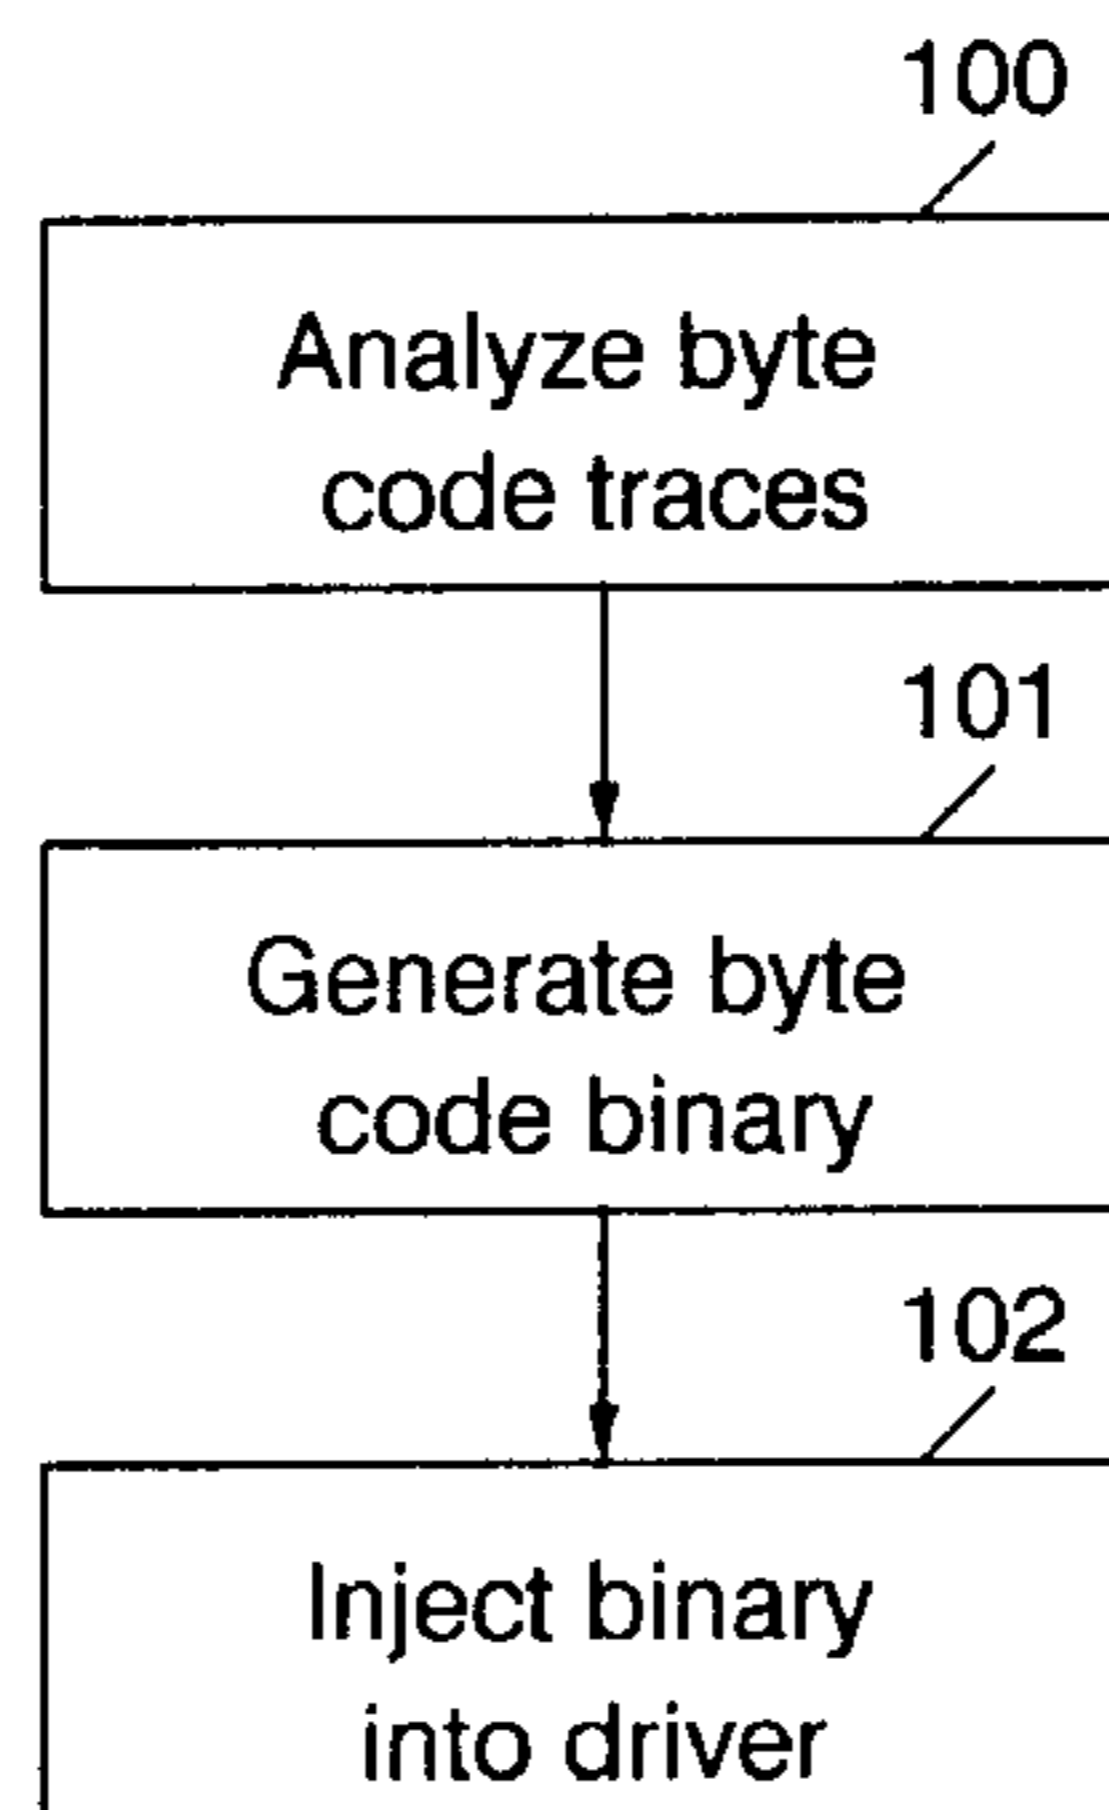 100
Analyze byte
code traces
101
Generate byte
code binary
102
Inject binary
into driver